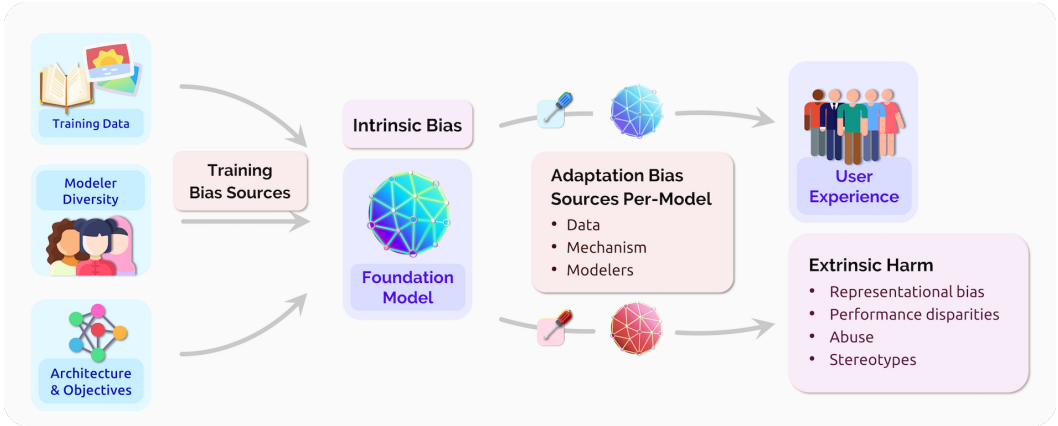 Training Data
Modeler
Diversity
Architecture
& Objectives
Training
Bias Sources
Intrinsic Bias
Foundation
Model
Adaptation Bias
Sources Per-Model
• Data
• Mechanism
• Modelers
User
Experience
Extrinsic Harm
• Representational bias
• Performance disparities
• Abuse
• Stereotypes